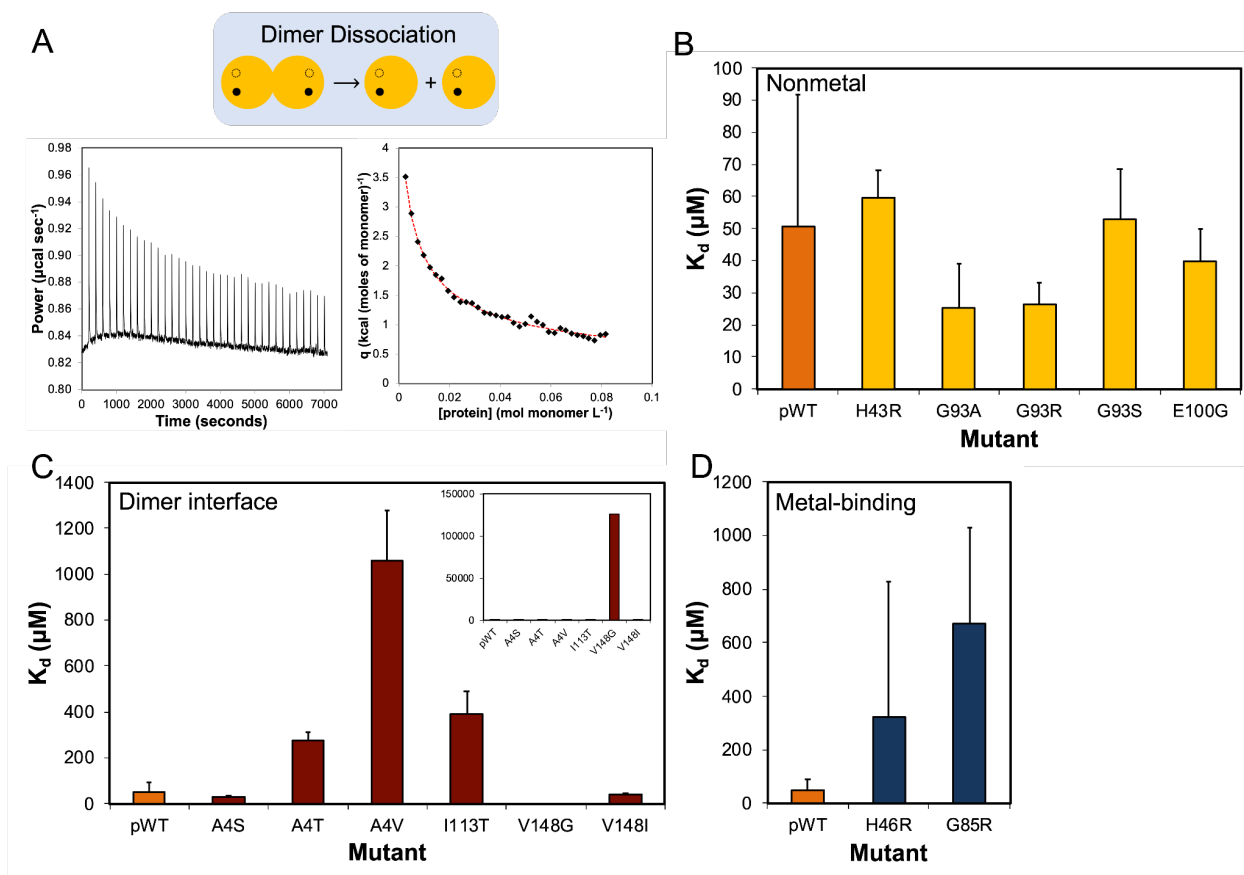 A
Dimer Dissociation
→ +
Power (µcal sec⁻¹)
0.98
0.96
0.94
0.92
0.90
0.88
0.86
0.84
0.82
0.80
0 1000 2000 3000 4000 5000 6000 7000
Time (seconds)
q (kcal (moles of monomer)⁻¹)
4
3.5
3
2.5
2
1.5
1
0.5
0
0 0.02 0.04 0.06 0.08 0.1
[protein] (mol monomer L⁻¹)
B
Nonmetal
K_d (µM)
100
90
80
70
60
50
40
30
20
10
0
pWT H43R G93A G93R G93S E100G
Mutant
C
Dimer interface
K_d (µM)
1400
1200
1000
800
600
400
200
0
150000
100000
50000
0
pWT A4S A4T A4V I113T V148G V148I
pWT A4S A4T A4V I113T V148G V148I
Mutant
D
Metal-binding
K_d (µM)
1200
1000
800
600
400
200
0
pWT H46R G85R
Mutant